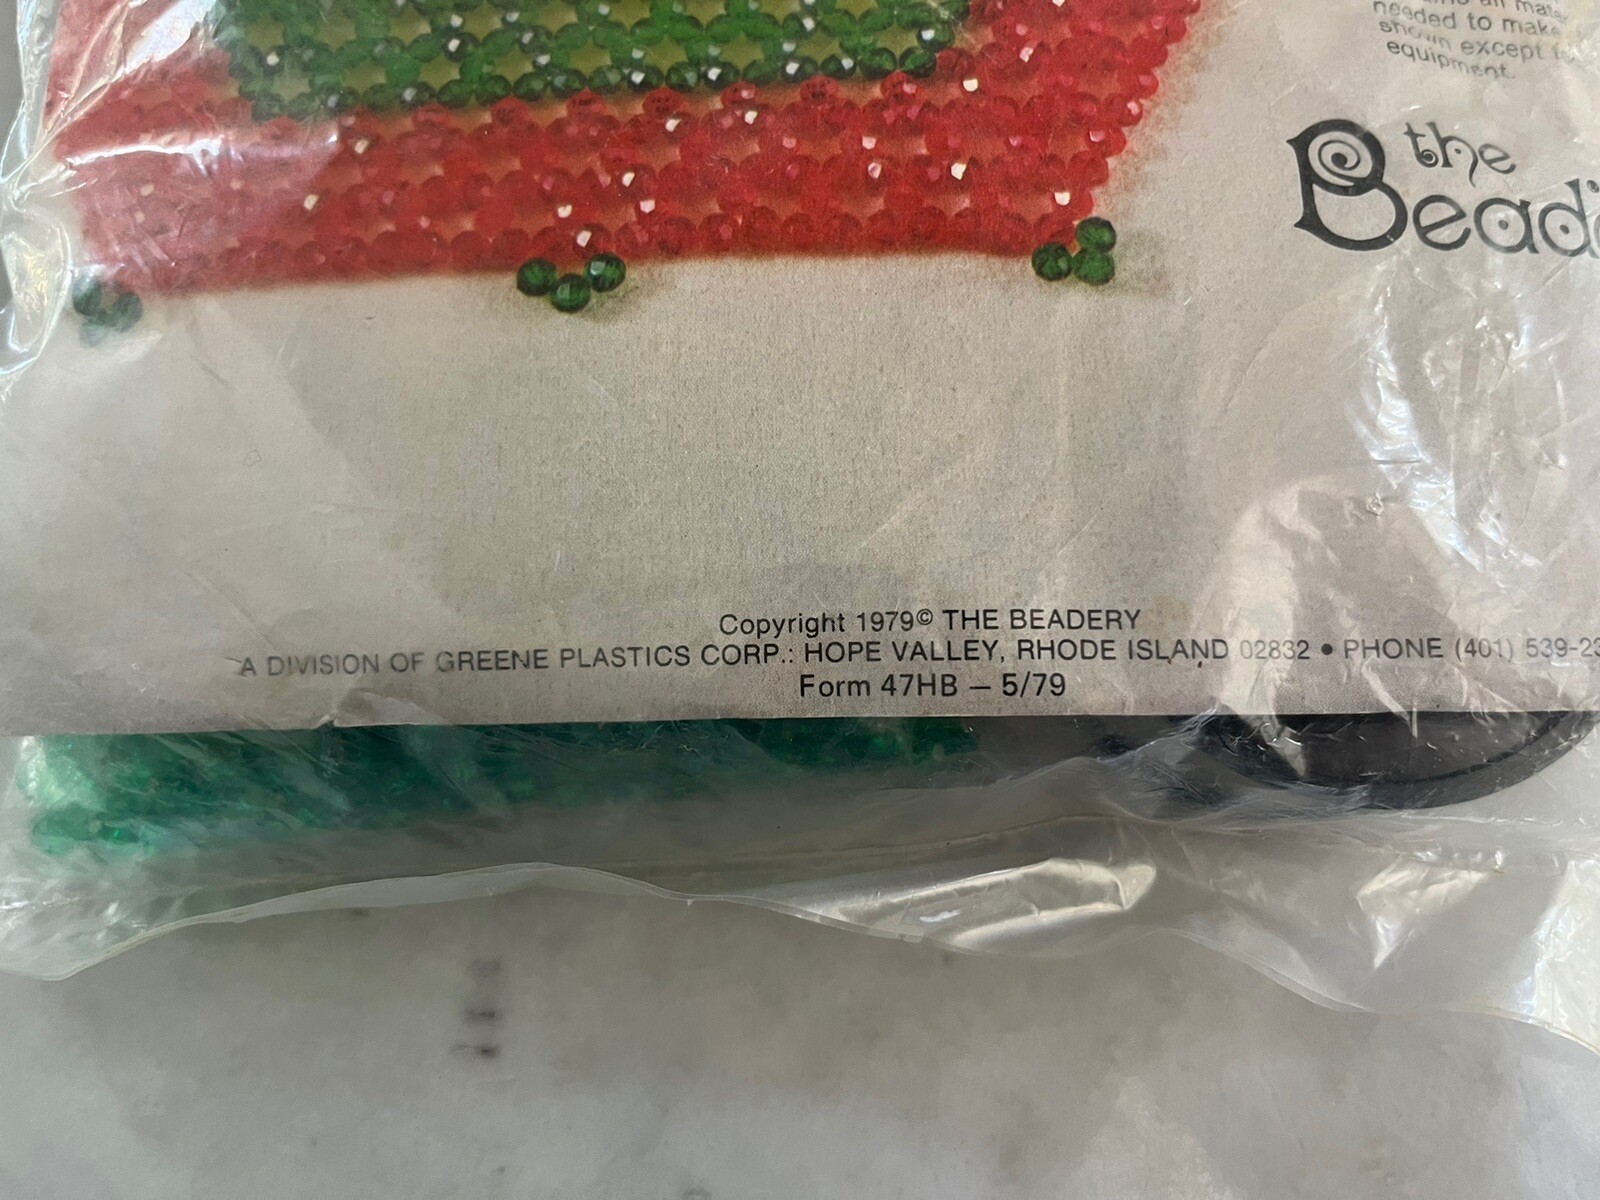 needed to make
shown except
equipment.
the
Bead
Copyright 1979© THE BEADERY
A DIVISION OF GREENE PLASTICS CORP.: HOPE VALLEY, RHODE ISLAND 02832 • PHONE (401) 539-23
Form 47HB — 5/79